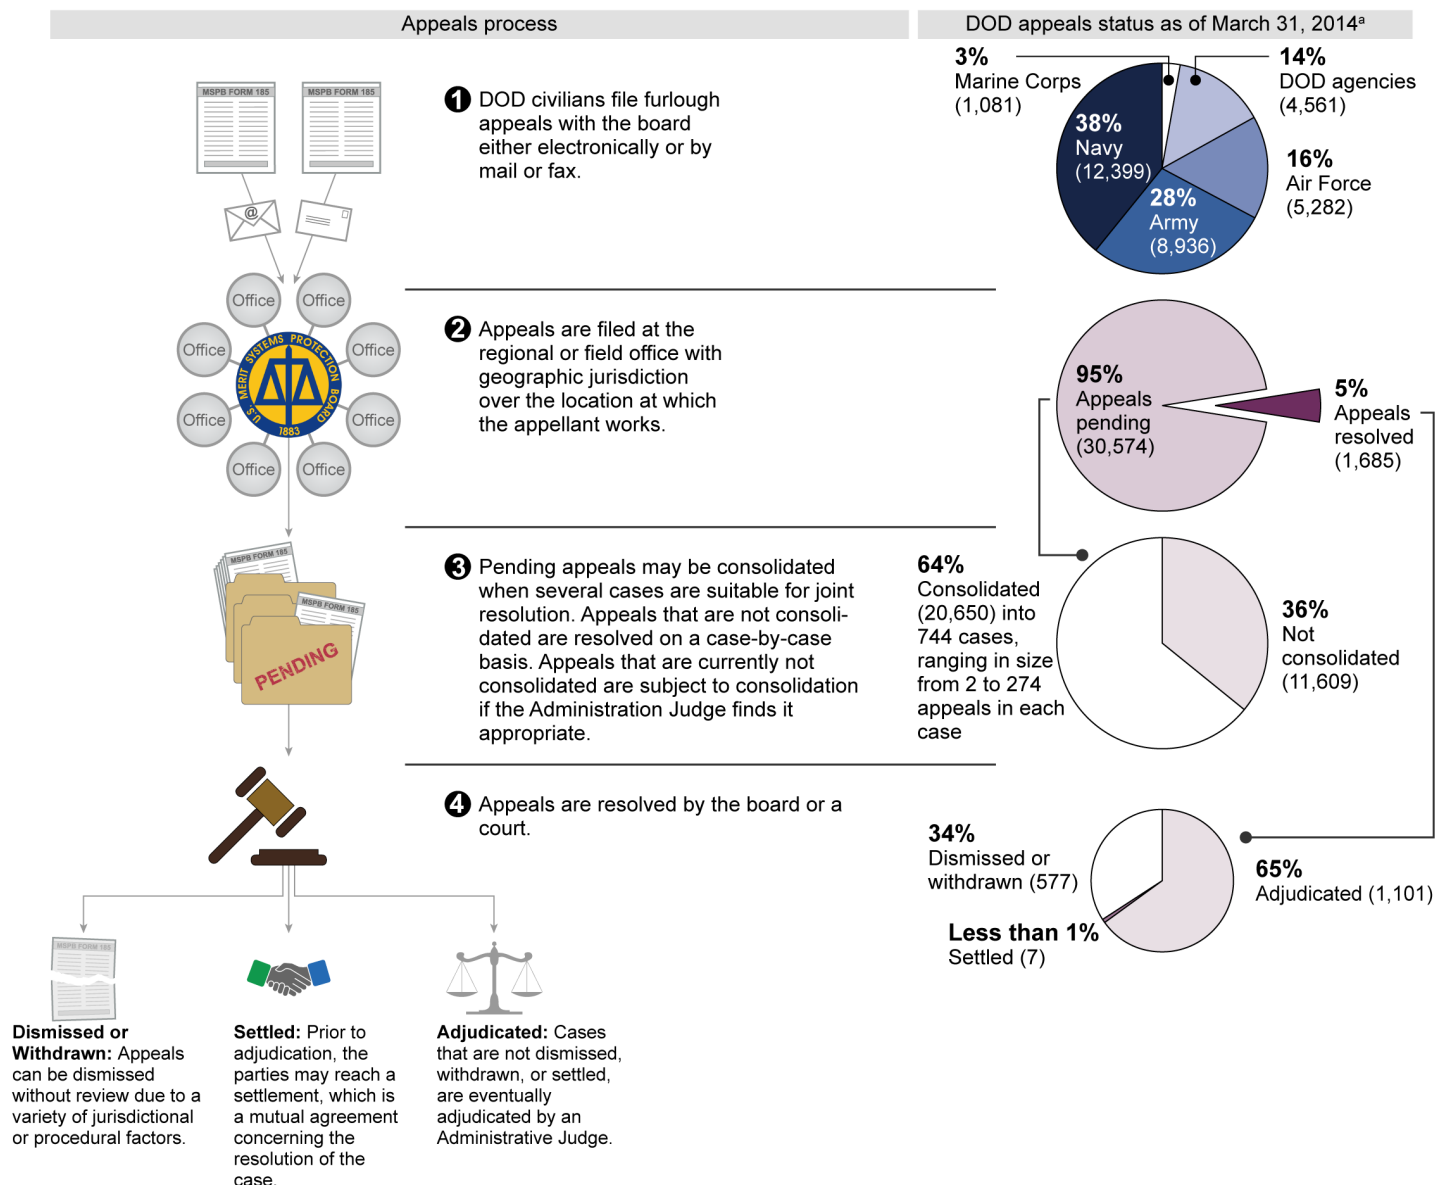 Appeals process
DOD appeals status as of March 31, 2014ª
MSPB FORM 185
MSPB FORM 185
@
❶ DOD civilians file furlough
appeals with the board
either electronically or by
mail or fax.
3%
Marine Corps
(1,081)
14%
DOD agencies
(4,561)
38%
Navy
(12,399)
16%
Air Force
(5,282)
28%
Army
(8,936)
Office
Office
Office
Office
Office
Office
Office
Office
U.S. MERIT SYSTEMS PROTECTION BOARD
1883
❷ Appeals are filed at the
regional or field office with
geographic jurisdiction
over the location at which
the appellant works.
95%
Appeals
pending
(30,574)
5%
Appeals
resolved
(1,685)
MSPB FORM 185
MSPB FORM 185
PENDING
❸ Pending appeals may be consolidated
when several cases are suitable for joint
resolution. Appeals that are not consoli-
dated are resolved on a case-by-case
basis. Appeals that are currently not
consolidated are subject to consolidation
if the Administration Judge finds it
appropriate.
64%
Consolidated
(20,650) into
744 cases,
ranging in size
from 2 to 274
appeals in each
case
36%
Not
consolidated
(11,609)
❹ Appeals are resolved by the board or a
court.
34%
Dismissed or
withdrawn (577)
65%
Adjudicated (1,101)
Less than 1%
Settled (7)
MSPB FORM 185
Dismissed or
Withdrawn: Appeals
can be dismissed
without review due to a
variety of jurisdictional
or procedural factors.
Settled: Prior to
adjudication, the
parties may reach a
settlement, which is
a mutual agreement
concerning the
resolution of the
case.
Adjudicated: Cases
that are not dismissed,
withdrawn, or settled,
are eventually
adjudicated by an
Administrative Judge.